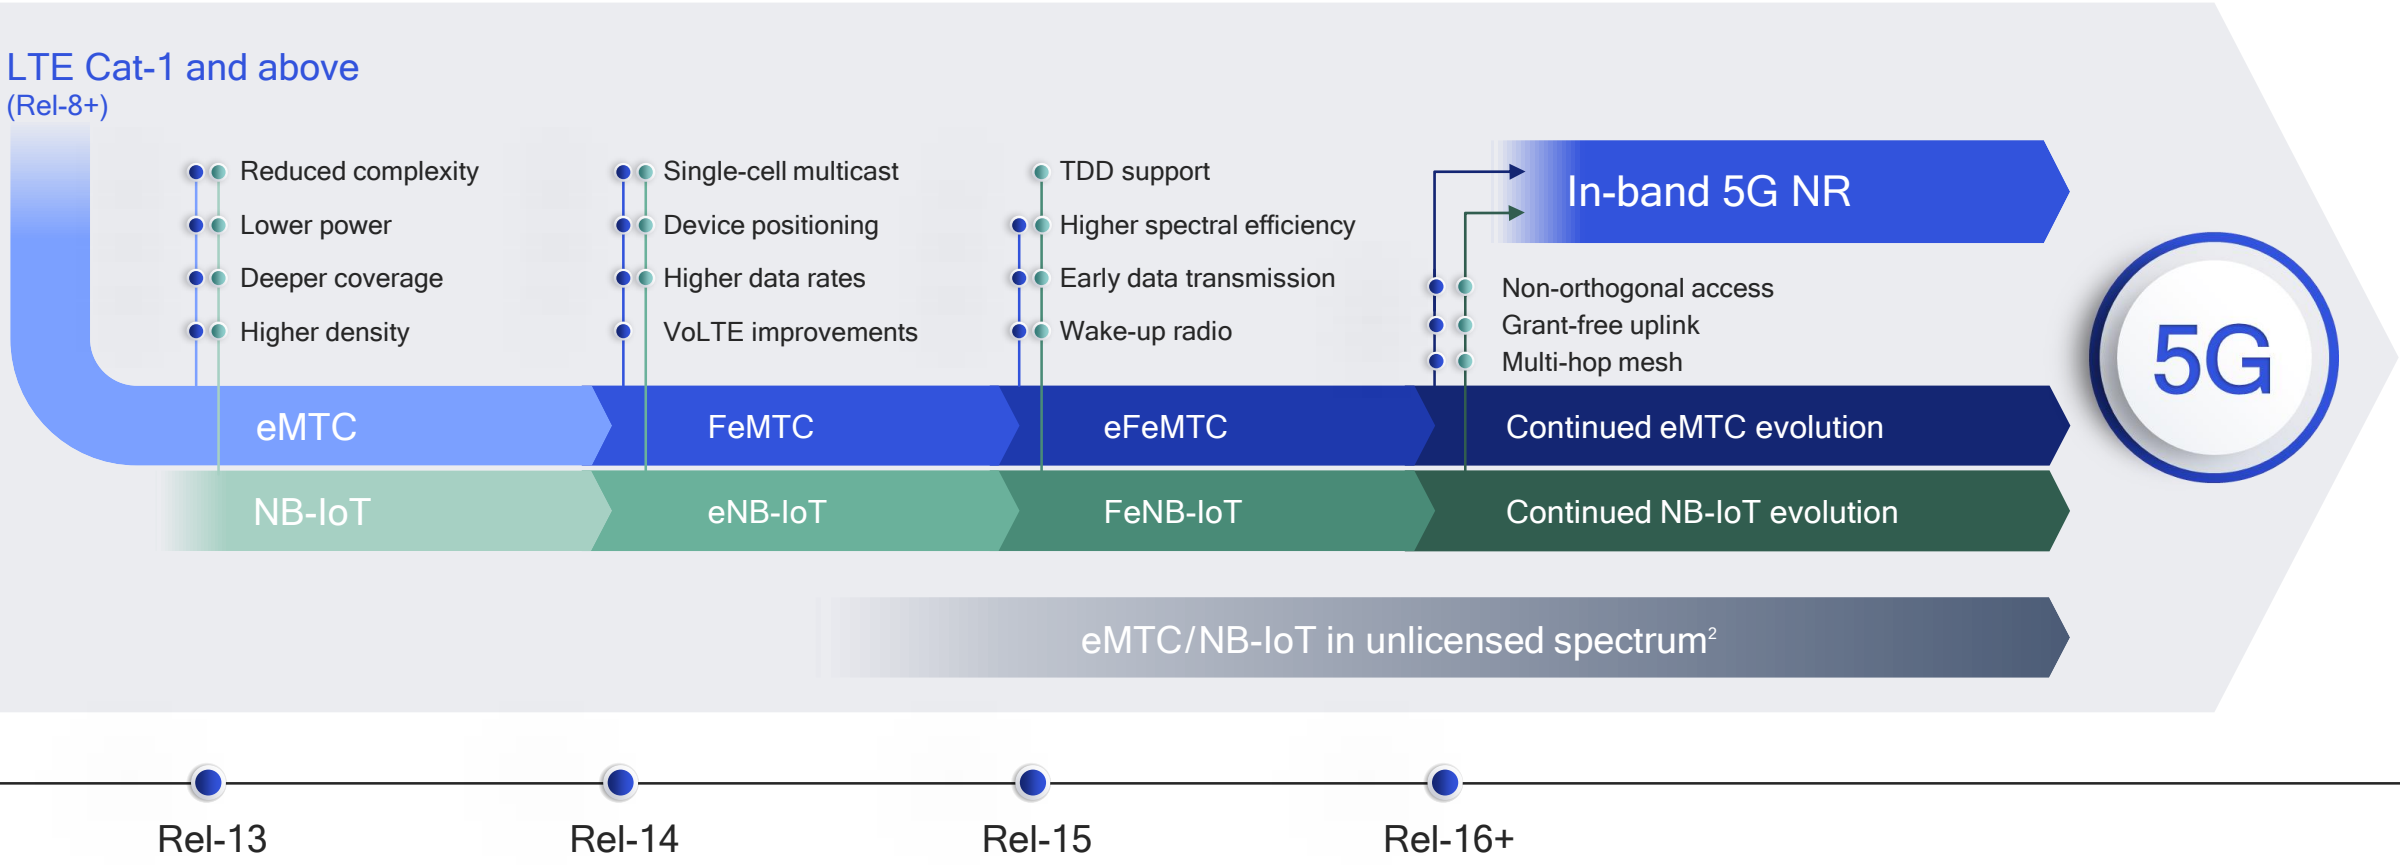 LTE Cat-1 and above
(Rel-8+)
Reduced complexity
Lower power
Deeper coverage
Higher density
Single-cell multicast
Device positioning
Higher data rates
VoLTE improvements
TDD support
Higher spectral efficiency
Early data transmission
Wake-up radio
In-band 5G NR
Non-orthogonal access
Grant-free uplink
Multi-hop mesh
5G
eMTC
FeMTC
eFeMTC
Continued eMTC evolution
NB-IoT
eNB-IoT
FeNB-IoT
Continued NB-IoT evolution
eMTC/NB-IoT in unlicensed spectrum²
Rel-13
Rel-14
Rel-15
Rel-16+